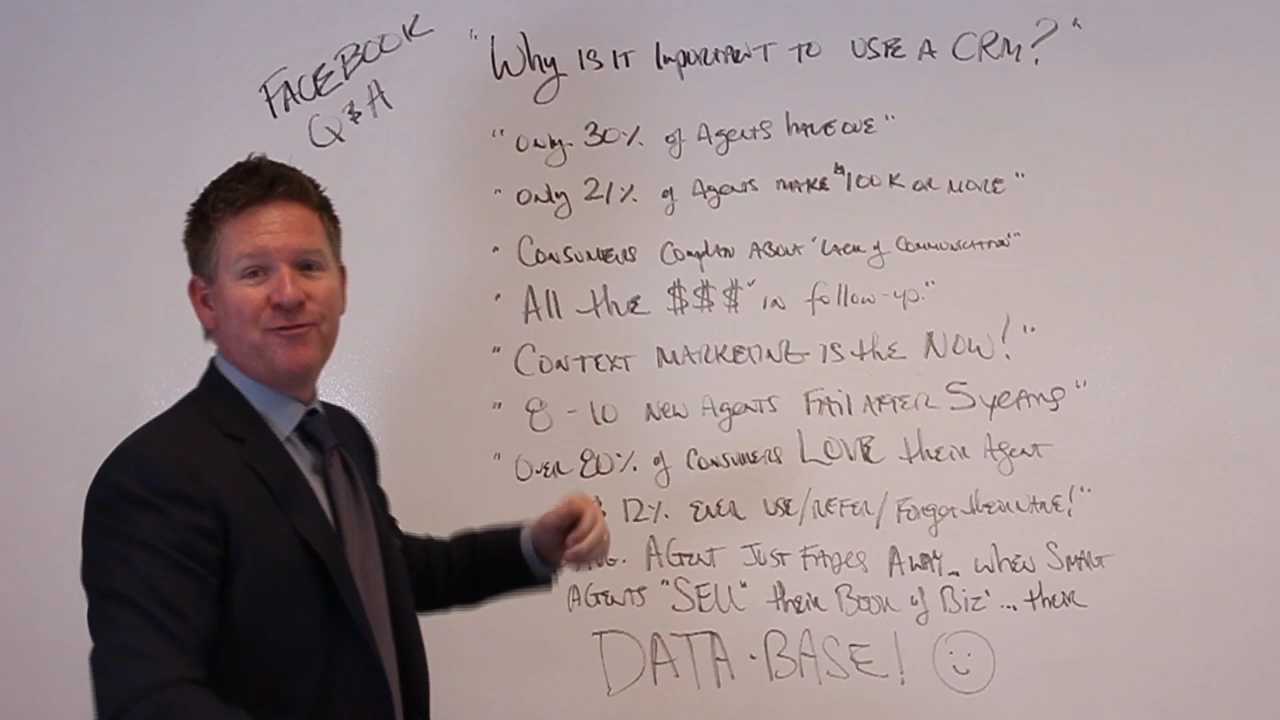 FACEBOOK
Q & A
"Why IS IT IMPORTANT TO USE A CRM?"
"Only 30% of Agents have one"
" Only 21% of Agents MAKE $100K OR MORE"
" CONSUMERS Complain ABOUT 'LACK of COMMUNICATION'"
" All the $$$ in follow-up."
" CONTEXT MARKETING IS the NOW!"
" 8 - 10 NEW AGENTS FAIL AFTER 5 years"
" OVER 80% of CONSUMERS LOVE their Agent
12% EVER USE/REFER/Forgot their name!"
AGENT JUST FADES AWAY... when SMART
AGENTS "SELL" their Book of Biz'... their
DATA-BASE!